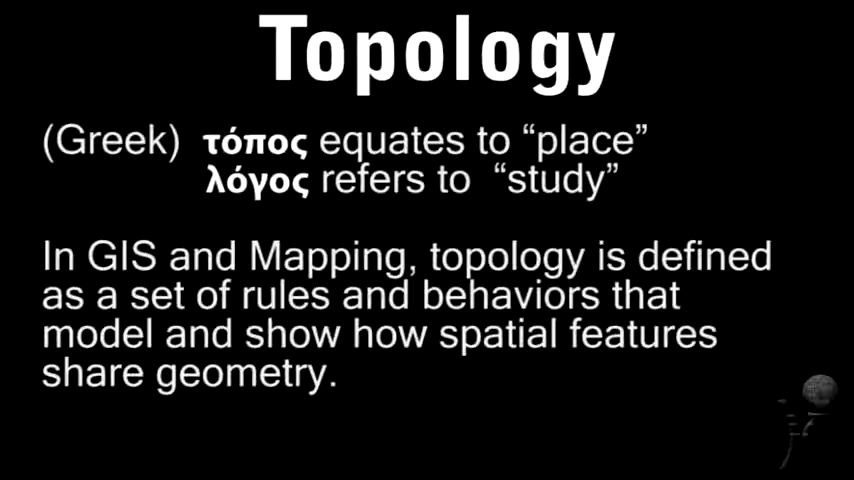 Topology
(Greek) τόπος equates to “place”
λόγος refers to “study”
In GIS and Mapping, topology is defined
as a set of rules and behaviors that
model and show how spatial features
share geometry.